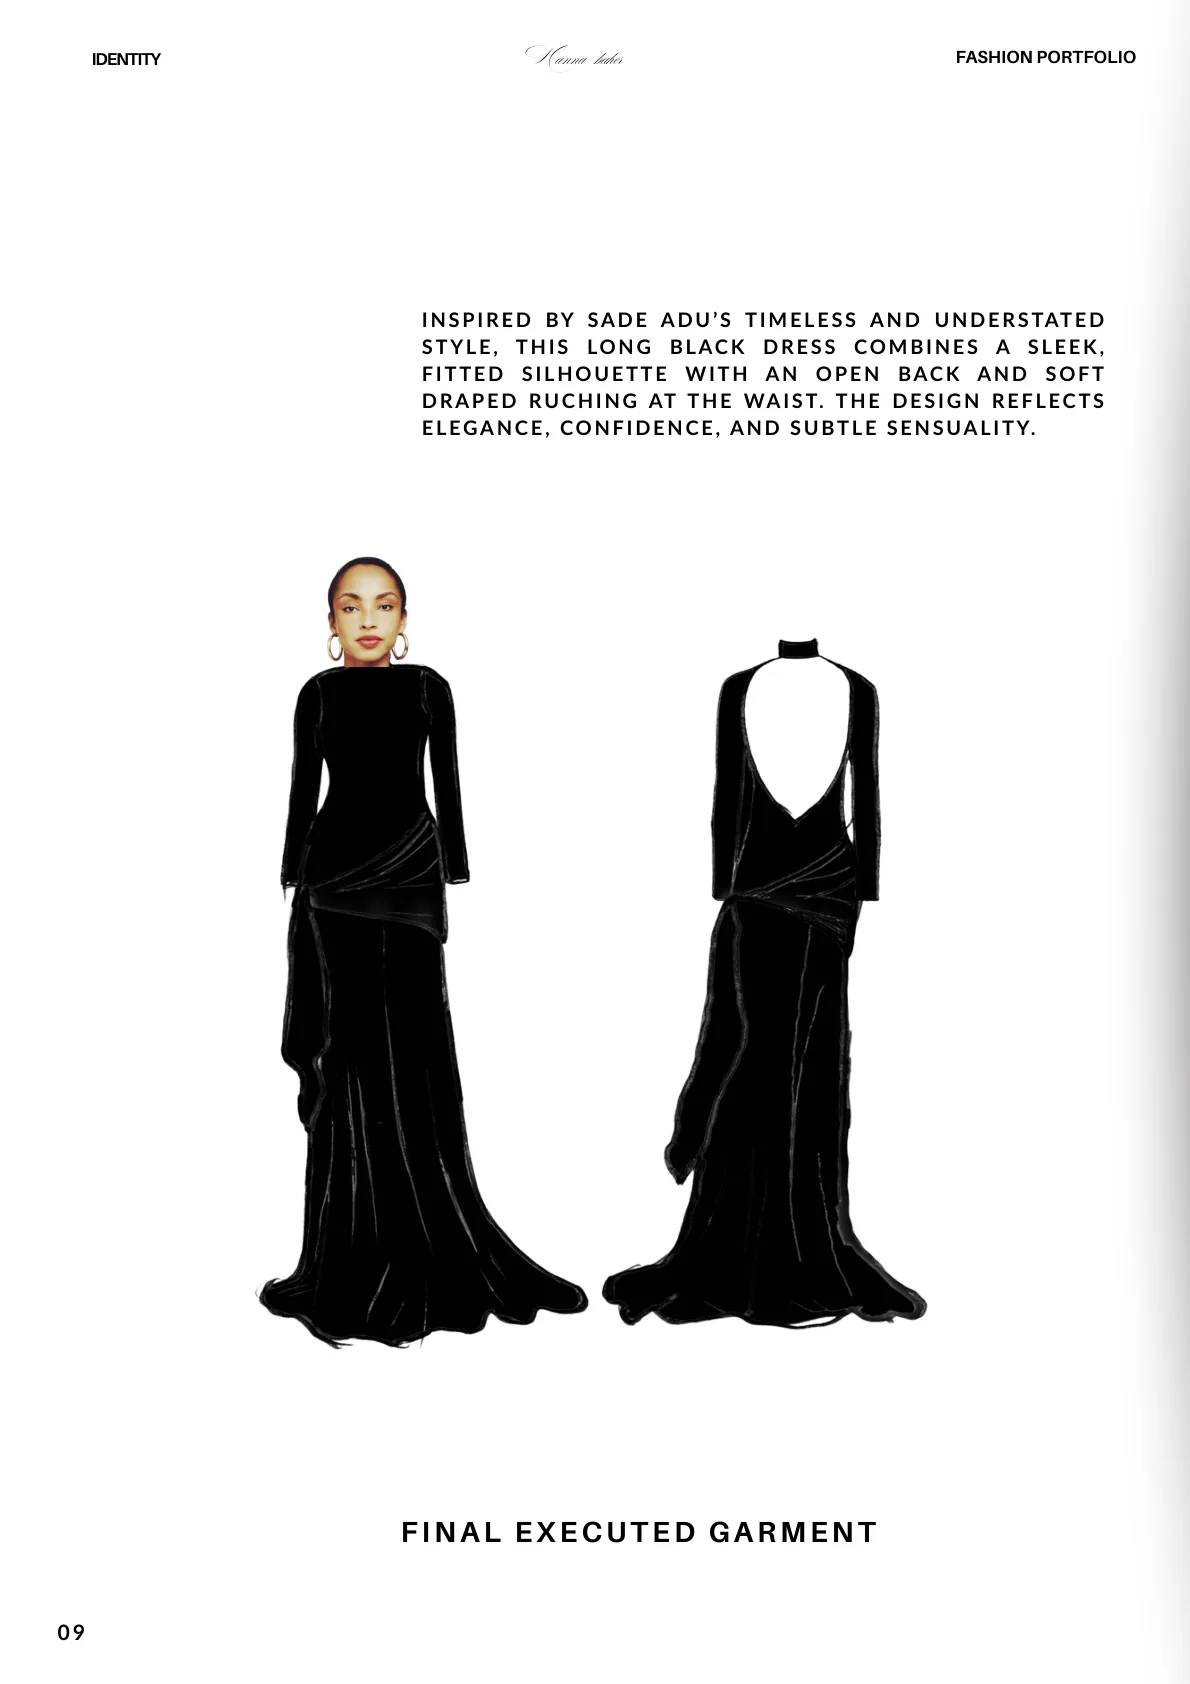 IDENTITY
Hanna baker
FASHION PORTFOLIO
INSPIRED BY SADE ADU’S TIMELESS AND UNDERSTATED
STYLE, THIS LONG BLACK DRESS COMBINES A SLEEK,
FITTED SILHOUETTE WITH AN OPEN BACK AND SOFT
DRAPED RUCHING AT THE WAIST. THE DESIGN REFLECTS
ELEGANCE, CONFIDENCE, AND SUBTLE SENSUALITY.
FINAL EXECUTED GARMENT
09